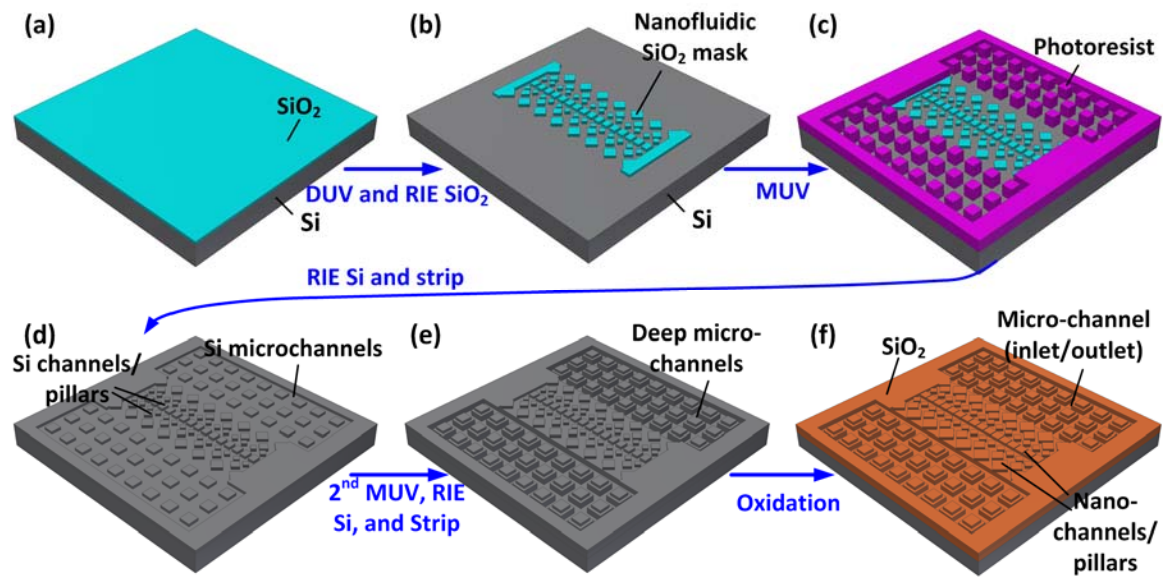 (a)
SiO2
Si
DUV and RIE SiO2
(b)
Nanofluidic
SiO2 mask
Si
MUV
(c)
Photoresist
RIE Si and strip
(d)
Si channels/
pillars
Si microchannels
2nd MUV, RIE
Si, and Strip
(e)
Deep micro-
channels
Oxidation
(f)
SiO2
Micro-channel
(inlet/outlet)
Nano-
channels/
pillars